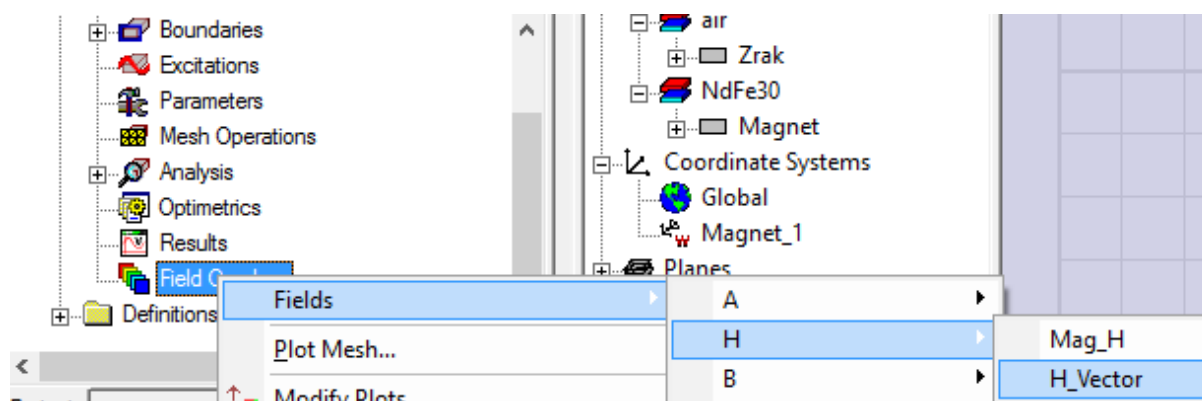 Boundaries
Excitations
Parameters
Mesh Operations
Analysis
Optimetrics
Results
Field
Definitions
air
Zrak
NdFe30
Magnet
Coordinate Systems
Global
Magnet_1
Planes
Fields
Plot Mesh...
Modify Plots
A
H
B
Mag_H
H_Vector